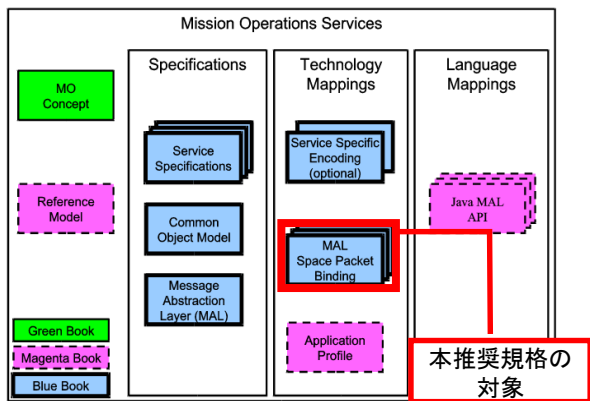 Mission Operations Services
MO
Concept
Reference
Model
Green Book
Magenta Book
Blue Book
Specifications
Service
Specifications
Common
Object Model
Message
Abstraction
Layer (MAL)
Technology
Mappings
Service Specific
Encoding
(optional)
MAL
Space Packet
Binding
Application
Profile
Language
Mappings
Java MAL
API
本推奨規格の
対象